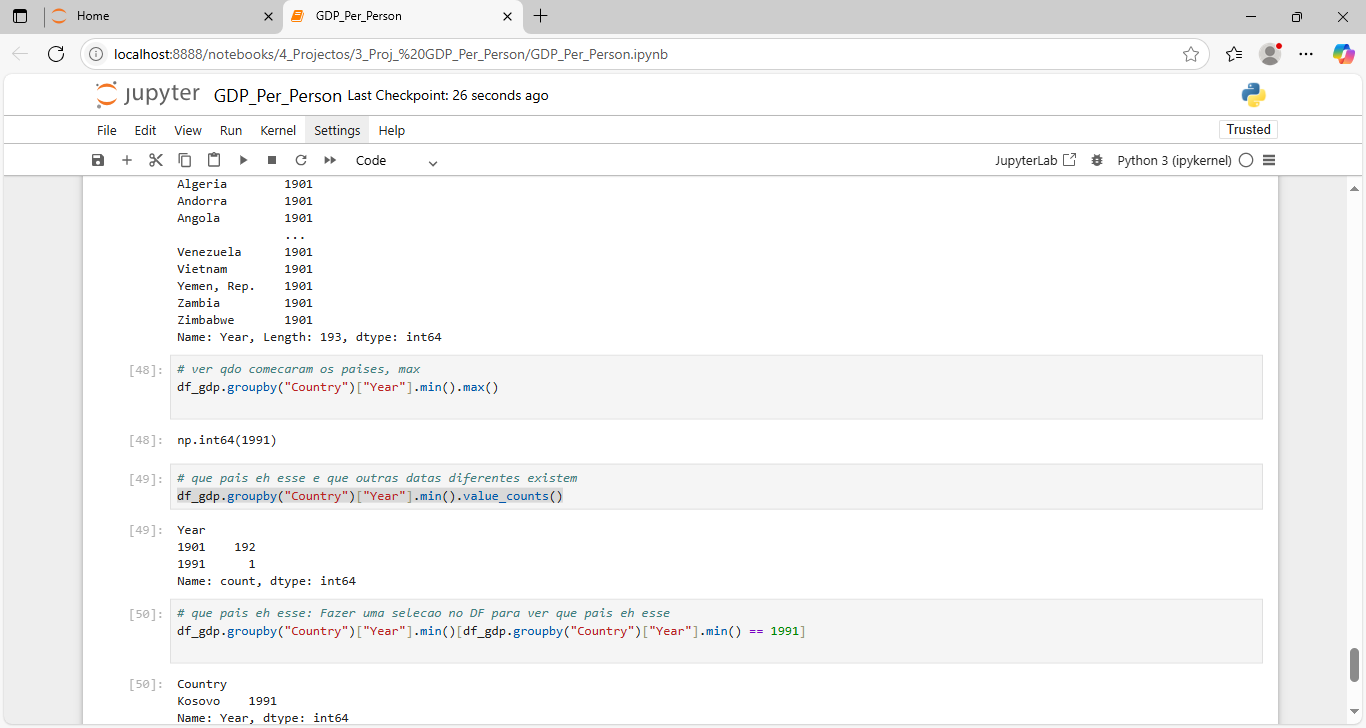 Home
GDP_Per_Person
localhost:8888/notebooks/4_Projectos/3_Proj_%20GDP_Per_Person/GDP_Per_Person.ipynb
jupyter GDP_Per_Person Last Checkpoint: 26 seconds ago
File Edit View Run Kernel Settings Help
Trusted
Code
JupyterLab
Python 3 (ipykernel)
Algeria 1901
Andorra 1901
Angola 1901
...
Venezuela 1901
Vietnam 1901
Yemen, Rep. 1901
Zambia 1901
Zimbabwe 1901
Name: Year, Length: 193, dtype: int64
[48]: # ver qdo comecaram os paises, max
df_gdp.groupby("Country")["Year"].min().max()
[48]: np.int64(1991)
[49]: # que pais eh esse e que outras datas diferentes existem
df_gdp.groupby("Country")["Year"].min().value_counts()
[49]: Year
1901 192
1991 1
Name: count, dtype: int64
[50]: # que pais eh esse: Fazer uma selecao no DF para ver que pais eh esse
df_gdp.groupby("Country")["Year"].min()[df_gdp.groupby("Country")["Year"].min() == 1991]
[50]: Country
Kosovo 1991
Name: Year, dtype: int64